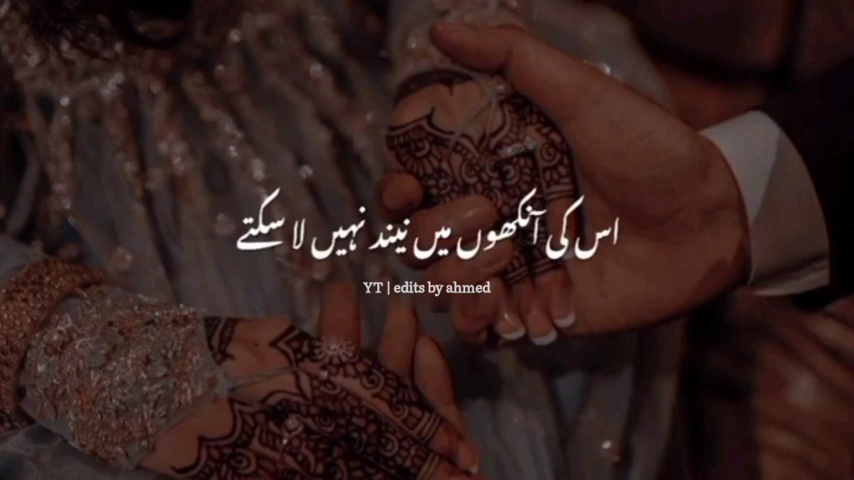 اس کی آنکھوں میں نیند نہیں لا سکتے
YT | edits by ahmed